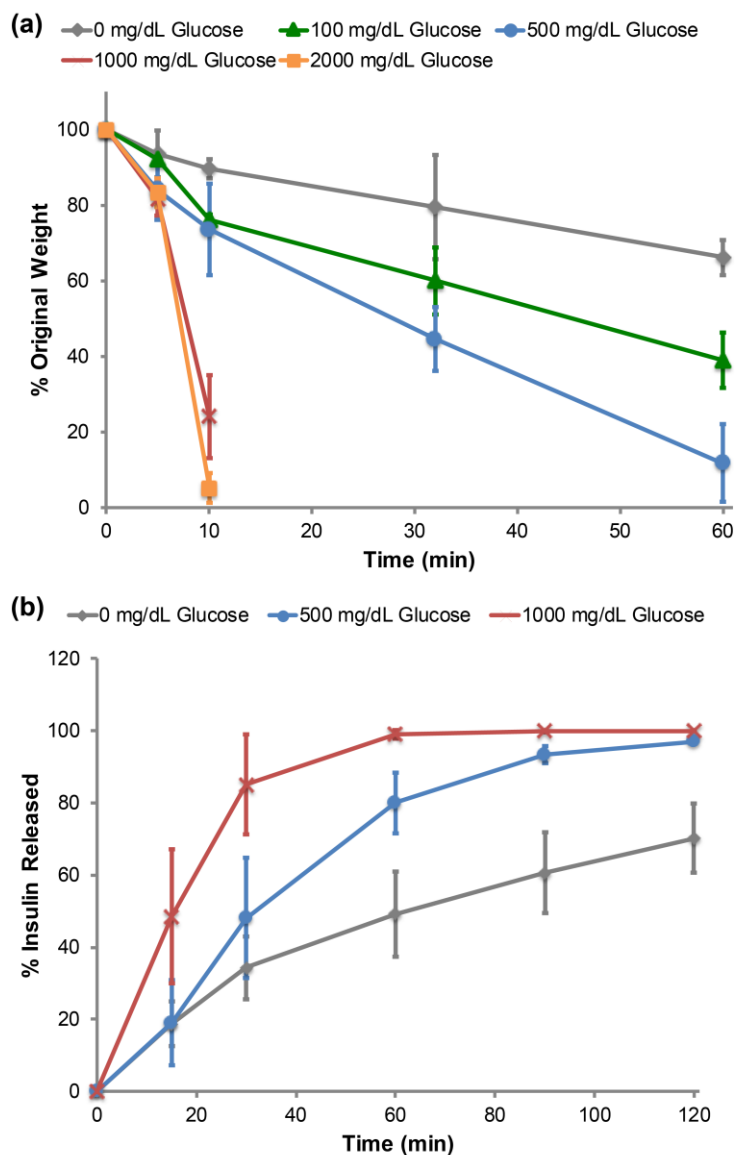 (a)
0 mg/dL Glucose 100 mg/dL Glucose 500 mg/dL Glucose
1000 mg/dL Glucose 2000 mg/dL Glucose
% Original Weight
100
80
60
40
20
0
0 10 20 30 40 50 60
Time (min)
(b)
0 mg/dL Glucose 500 mg/dL Glucose 1000 mg/dL Glucose
% Insulin Released
120
100
80
60
40
20
0
0 20 40 60 80 100 120
Time (min)